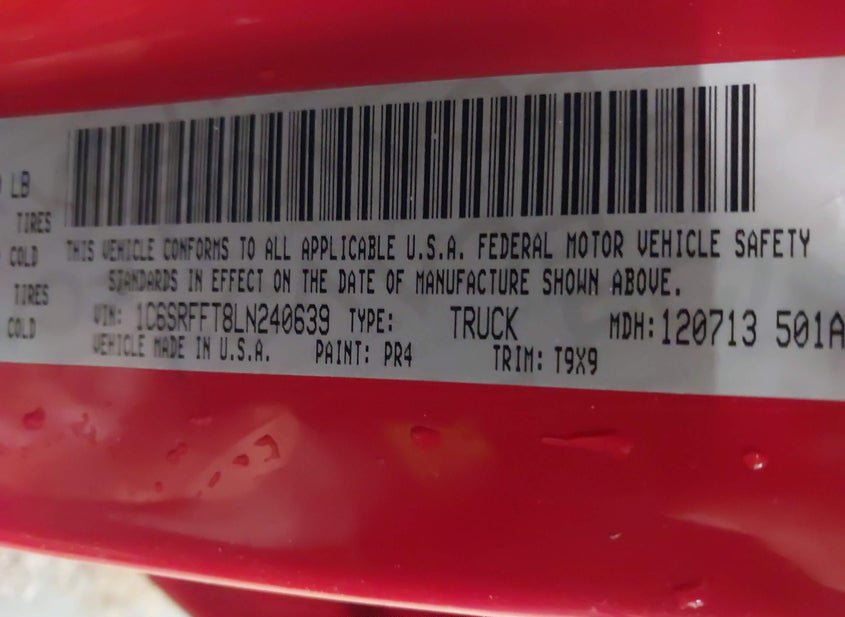 LB
TIRES
COLD
TIRES
COLD
THIS VEHICLE CONFORMS TO ALL APPLICABLE U.S.A. FEDERAL MOTOR VEHICLE SAFETY
STANDARDS IN EFFECT ON THE DATE OF MANUFACTURE SHOWN ABOVE.
VIN: 1C6SRFFT8LN240639 TYPE: TRUCK MDH: 120713 501A
VEHICLE MADE IN U.S.A. PAINT: PR4 TRIM: T9X9